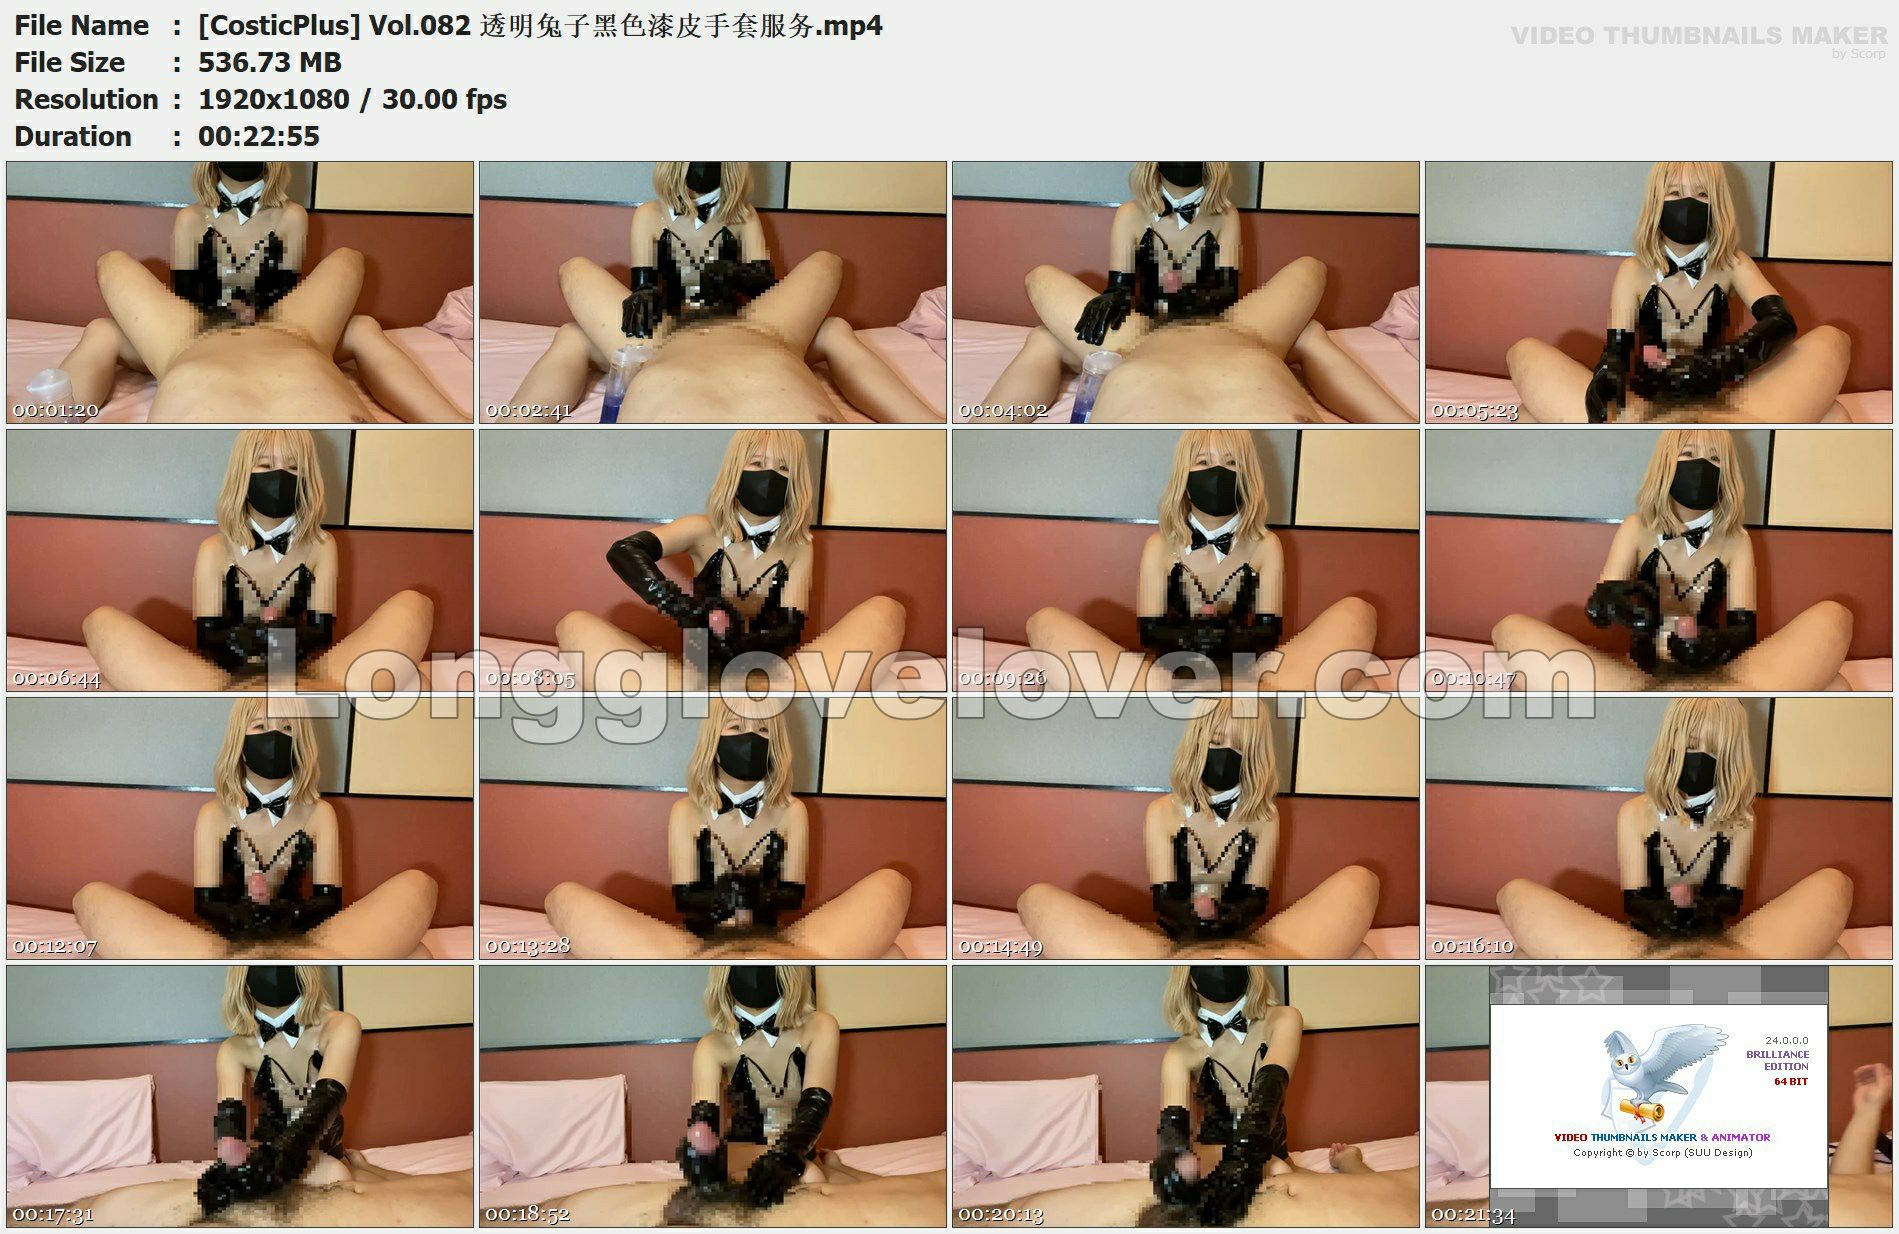 File Name : [CosticPlus] Vol.082 透明兔子黑色漆皮手套服务.mp4
VIDEO THUMBNAILS MAKER
by Scorp
File Size : 536.73 MB
Resolution : 1920x1080 / 30.00 fps
Duration : 00:22:55
00:01:20
00:02:41
00:04:02
00:05:23
00:06:44
00:08:05
00:09:26
00:10:47
Longglovelover.com
00:12:07
00:13:28
00:14:49
00:16:10
00:17:31
00:18:52
00:20:13
24.0.0.0
BRILLIANCE
EDITION
64 BIT
VIDEO THUMBNAILS MAKER & ANIMATOR
Copyright © by Scorp (SUU Design)
00:21:34